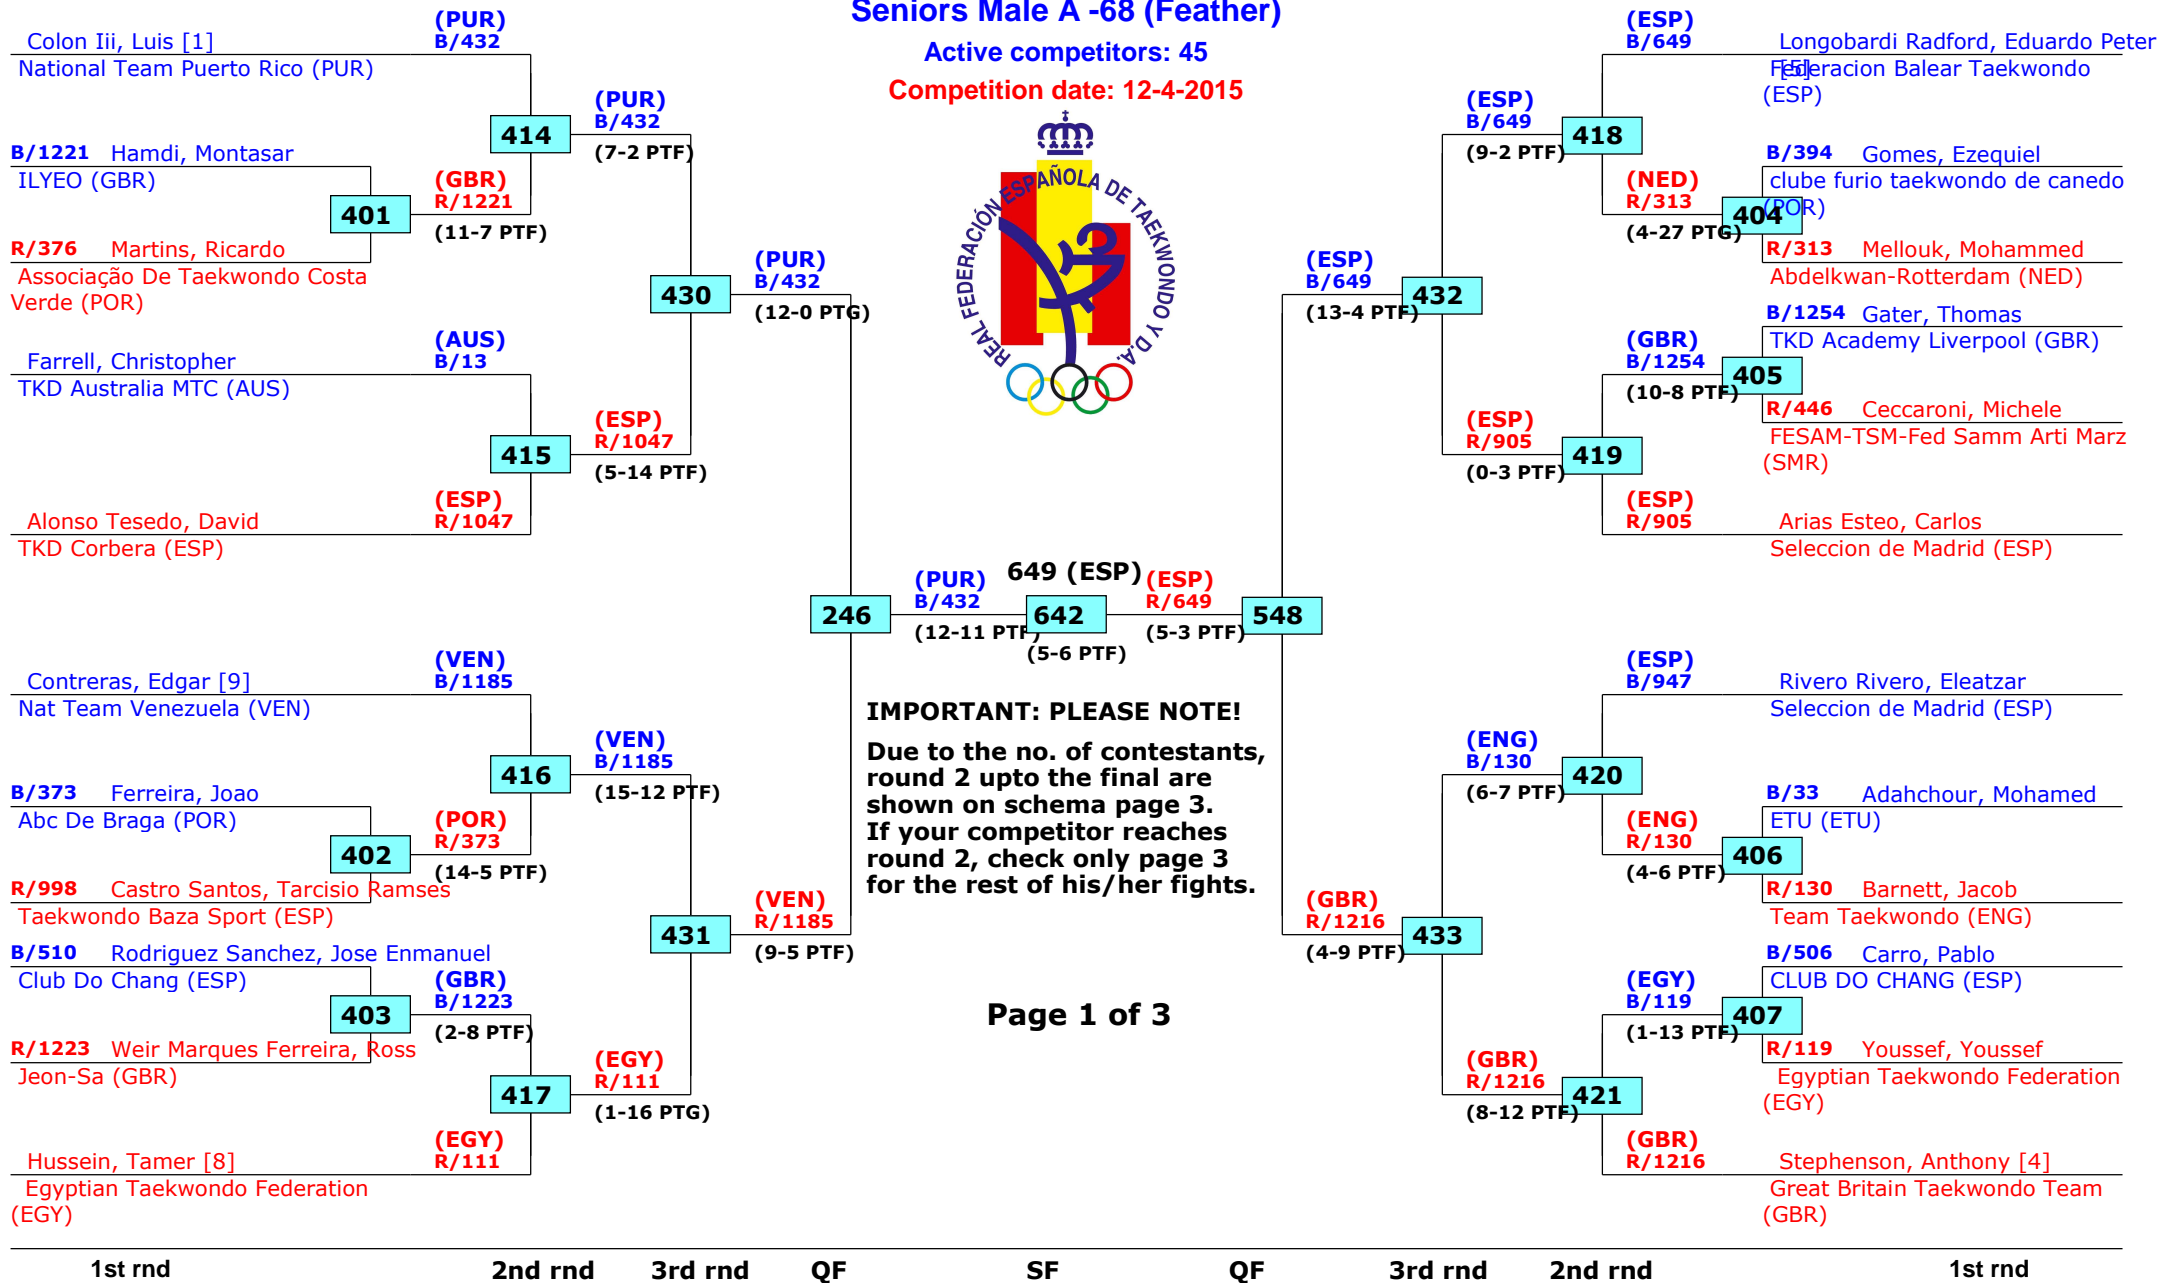 Seniors Male A -68 (Feather)
Active competitors: 45
Competition date: 12-4-2015
REAL FEDERACIÓN ESPAÑOLA DE TAEKWONDO Y D.A.
Colon Iii, Luis [1]
National Team Puerto Rico (PUR)
(PUR)
B/432
B/1221 Hamdi, Montasar
ILYEO (GBR)
401
R/376 Martins, Ricardo
Associação De Taekwondo Costa
Verde (POR)
(GBR)
R/1221
(11-7 PTF)
414
(PUR)
B/432
(7-2 PTF)
Farrell, Christopher
TKD Australia MTC (AUS)
(AUS)
B/13
415
Alonso Tesedo, David
TKD Corbera (ESP)
(ESP)
R/1047
(ESP)
R/1047
(5-14 PTF)
430
(PUR)
B/432
(12-0 PTG)
Contreras, Edgar [9]
Nat Team Venezuela (VEN)
(VEN)
B/1185
B/373 Ferreira, Joao
Abc De Braga (POR)
402
R/998 Castro Santos, Tarcisio Ramses
Taekwondo Baza Sport (ESP)
(POR)
R/373
(14-5 PTF)
416
(VEN)
B/1185
(15-12 PTF)
B/510 Rodriguez Sanchez, Jose Enmanuel
Club Do Chang (ESP)
403
R/1223 Weir Marques Ferreira, Ross
Jeon-Sa (GBR)
(GBR)
B/1223
(2-8 PTF)
417
Hussein, Tamer [8]
Egyptian Taekwondo Federation
(EGY)
(EGY)
R/111
(EGY)
R/111
(1-16 PTG)
431
(VEN)
R/1185
(9-5 PTF)
246
(PUR)
B/432
(12-11 PTF)
649 (ESP)
642
(5-6 PTF)
(ESP)
R/649
(5-3 PTF)
548
IMPORTANT: PLEASE NOTE!
Due to the no. of contestants,
round 2 upto the final are
shown on schema page 3.
If your competitor reaches
round 2, check only page 3
for the rest of his/her fights.
Page 1 of 3
(ESP)
B/649
Longobardi Radford, Eduardo Peter
[5]
Federacion Balear Taekwondo
(ESP)
(ESP)
B/649
(9-2 PTF)
418
B/394 Gomes, Ezequiel
clube furio taekwondo de canedo
(POR)
(NED)
R/313
(4-27 PTG)
404
R/313 Mellouk, Mohammed
Abdelkwan-Rotterdam (NED)
(ESP)
B/649
(13-4 PTF)
432
B/1254 Gater, Thomas
TKD Academy Liverpool (GBR)
(GBR)
B/1254
(10-8 PTF)
405
R/446 Ceccaroni, Michele
FESAM-TSM-Fed Samm Arti Marz
(SMR)
(ESP)
R/905
(0-3 PTF)
419
(ESP)
R/905
Arias Esteo, Carlos
Seleccion de Madrid (ESP)
(ESP)
B/947
Rivero Rivero, Eleatzar
Seleccion de Madrid (ESP)
(ENG)
B/130
(6-7 PTF)
420
B/33 Adahchour, Mohamed
ETU (ETU)
(ENG)
R/130
(4-6 PTF)
406
R/130 Barnett, Jacob
Team Taekwondo (ENG)
(GBR)
R/1216
(4-9 PTF)
433
B/506 Carro, Pablo
CLUB DO CHANG (ESP)
(EGY)
B/119
(1-13 PTF)
407
R/119 Youssef, Youssef
Egyptian Taekwondo Federation
(EGY)
(GBR)
R/1216
(8-12 PTF)
421
(GBR)
R/1216
Stephenson, Anthony [4]
Great Britain Taekwondo Team
(GBR)
1st rnd 2nd rnd 3rd rnd QF SF QF 3rd rnd 2nd rnd 1st rnd